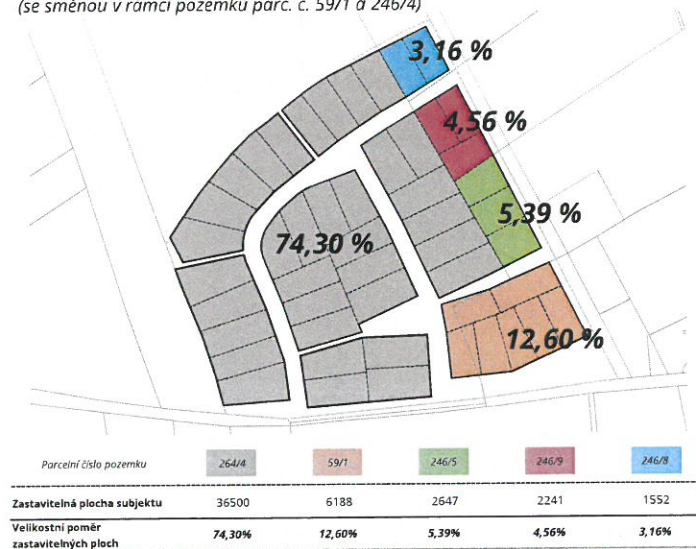 (se směnou v rámci pozemků parc. č. 59/1 a 246/4)
3,16 %
4,56 %
5,39 %
74,30 %
12,60 %
Parcelní číslo pozemku 264/4 59/1 246/5 246/9 246/8
Zastavitelná plocha subjektu 36500 6188 2647 2241 1552
Velikostní poměr
zastavitelných ploch 74,30% 12,60% 5,39% 4,56% 3,16%